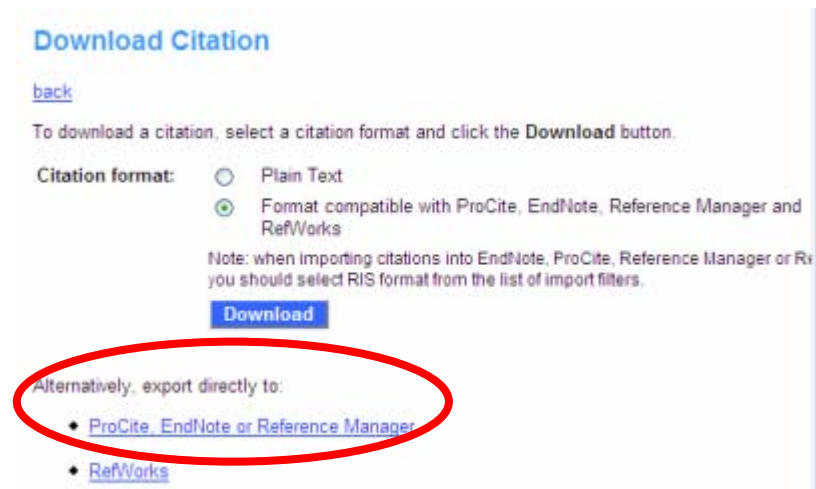 Download Citation
back
To download a citation, select a citation format and click the Download button.
Citation format:
Plain Text
Format compatible with ProCite, EndNote, Reference Manager and
RefWorks
Note: when importing citations into EndNote, ProCite, Reference Manager or
you should select RIS format from the list of import filters.
Download
Alternatively, export directly to:
ProCite, EndNote or Reference Manager
RefWorks